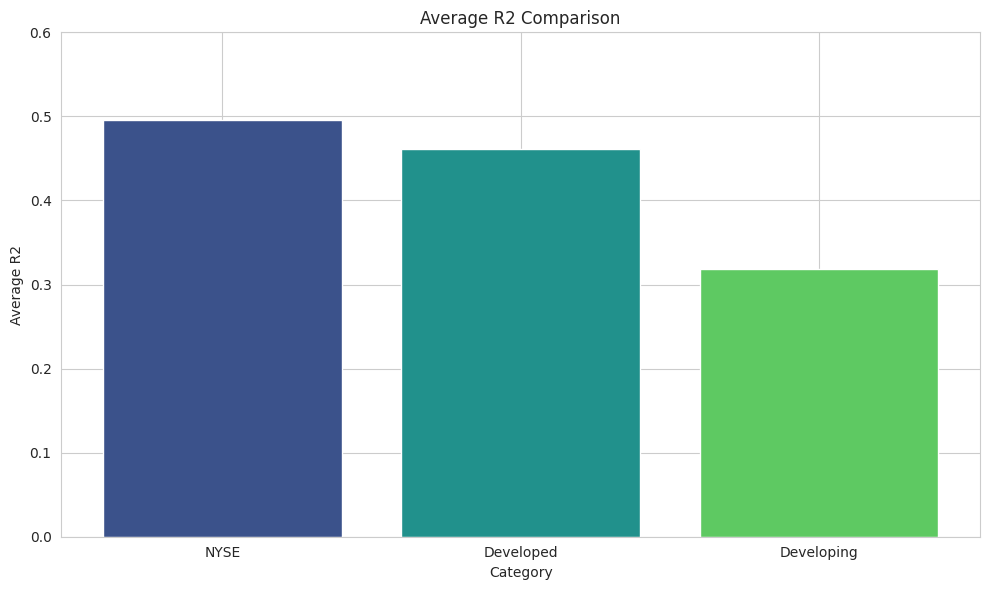 Average R2 Comparison
Average R2
0.6
0.5
0.4
0.3
0.2
0.1
0.0
NYSE
Developed
Developing
Category